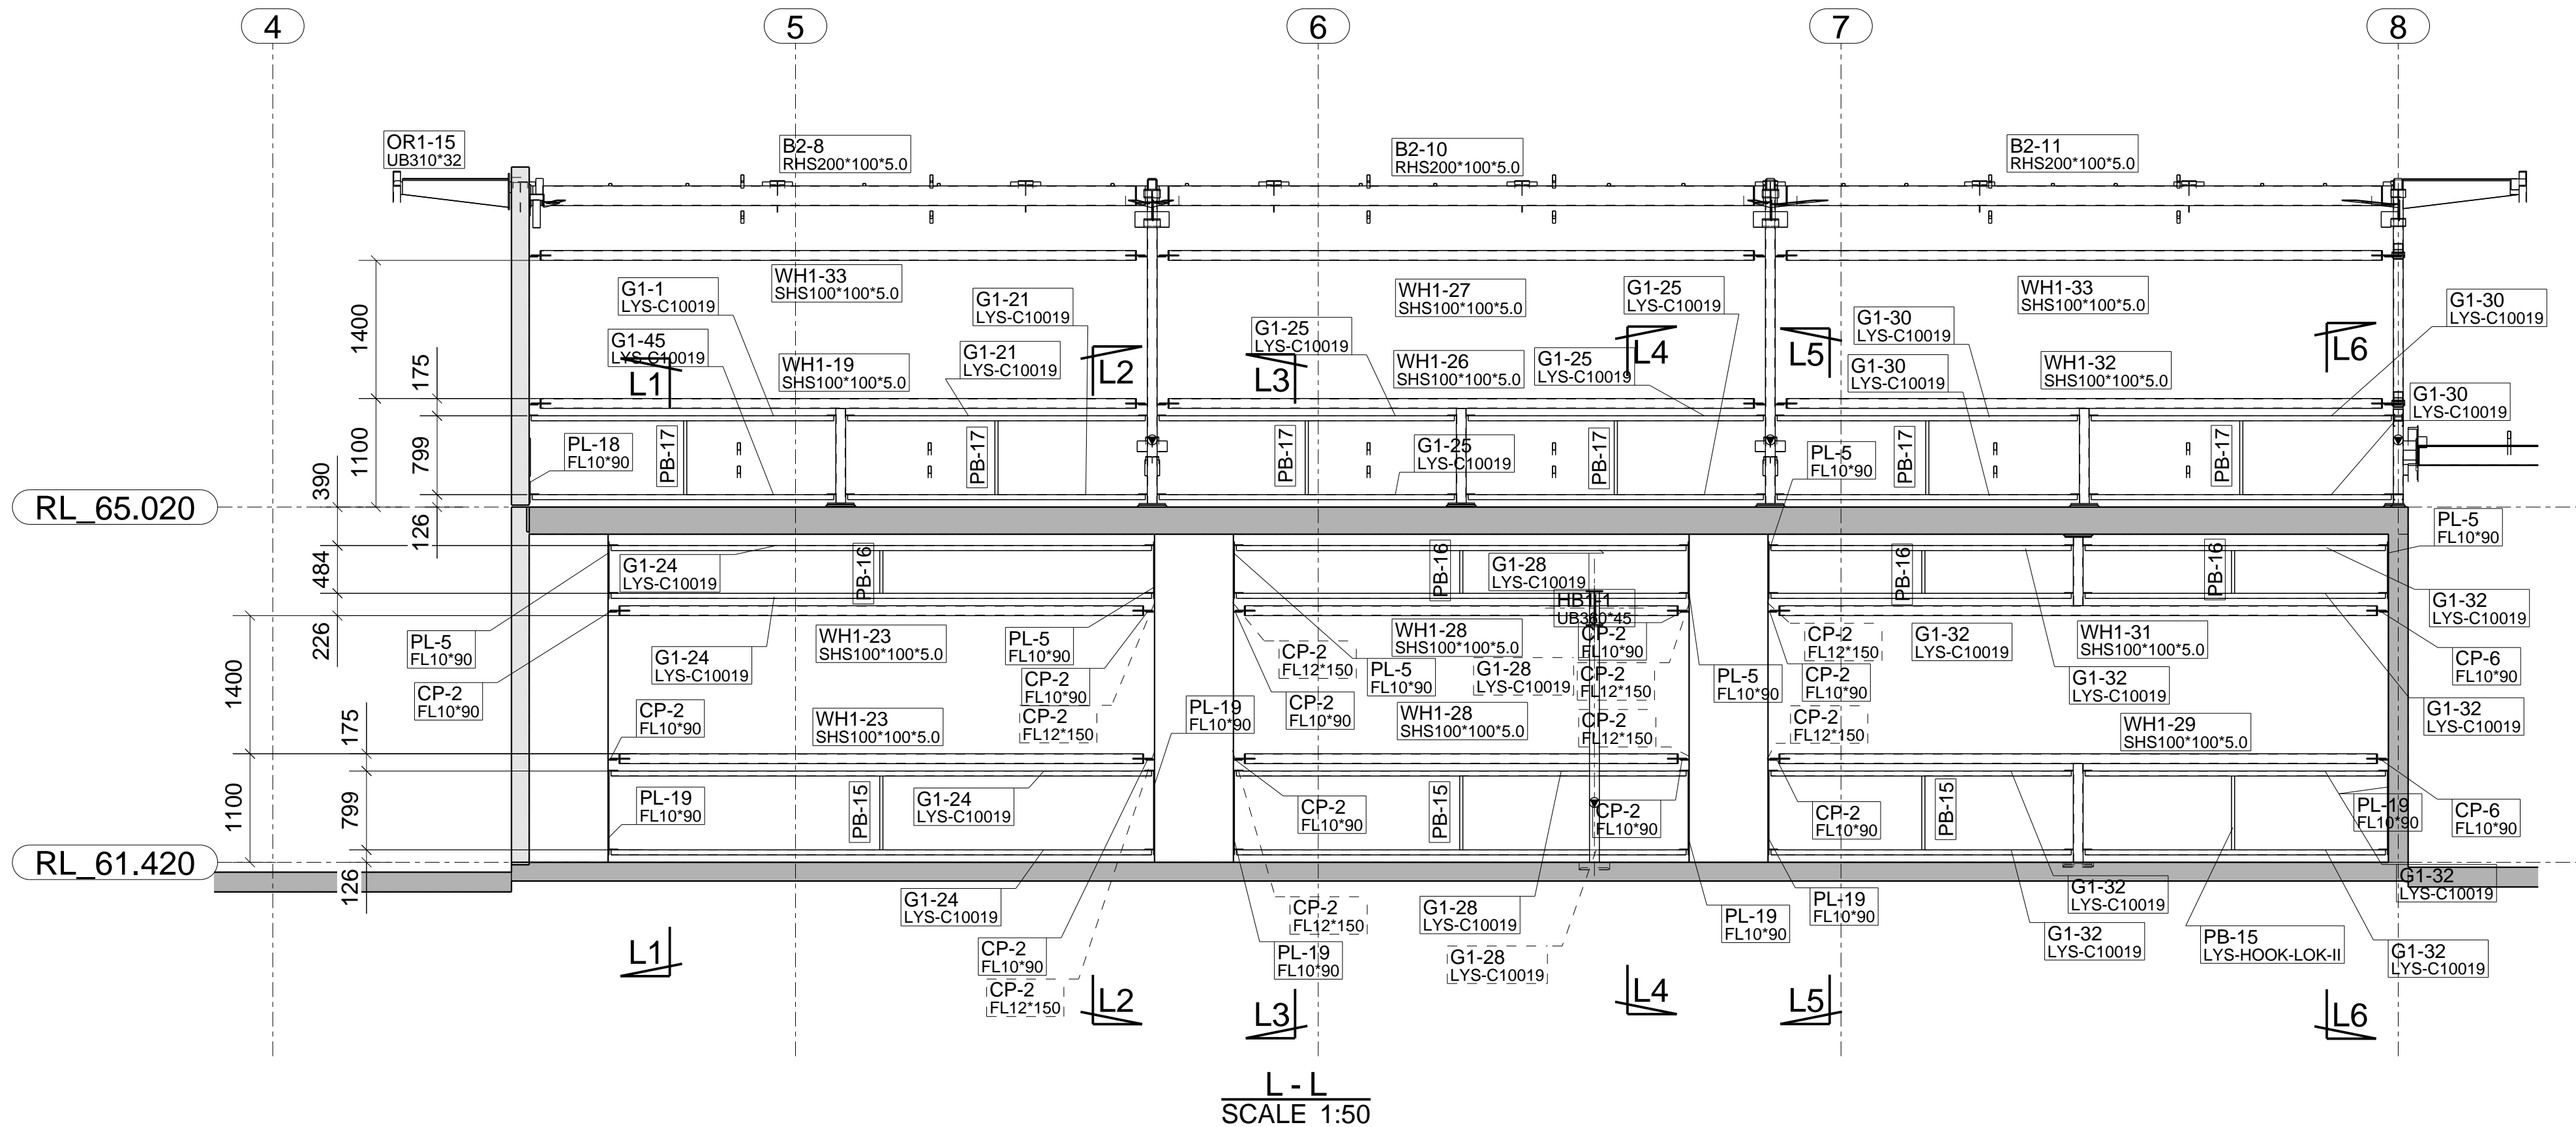 4
5
6
7
8
OR1-15
UB310*32
B2-8
RHS200*100*5.0
B2-10
RHS200*100*5.0
B2-11
RHS200*100*5.0
WH1-33
SHS100*100*5.0
G1-1
LYS-C10019
G1-21
LYS-C10019
WH1-27
SHS100*100*5.0
G1-25
LYS-C10019
WH1-33
SHS100*100*5.0
G1-30
LYS-C10019
G1-30
LYS-C10019
G1-45
LYS-C10019
G1-21
LYS-C10019
G1-25
LYS-C10019
L1
L2
L3
L4
L5
L6
WH1-19
SHS100*100*5.0
WH1-26
SHS100*100*5.0
G1-25
LYS-C10019
G1-30
LYS-C10019
WH1-32
SHS100*100*5.0
G1-30
LYS-C10019
1400
175
1100
799
390
126
PL-18
FL10*90
PB-17
PB-17
PB-17
G1-25
LYS-C10019
PB-17
PL-5
FL10*90
PB-17
PB-17
RL_65.020
PL-5
FL10*90
484
226
G1-24
LYS-C10019
PB-16
PB-16
G1-28
LYS-C10019
PB-16
PB-16
HB1-1
UB360*45
G1-32
LYS-C10019
PL-5
FL10*90
G1-24
LYS-C10019
WH1-23
SHS100*100*5.0
PL-5
FL10*90
CP-2
FL12*150
WH1-28
SHS100*100*5.0
CP-2
FL10*90
CP-2
FL12*150
G1-32
LYS-C10019
WH1-31
SHS100*100*5.0
CP-6
FL10*90
CP-2
FL10*90
CP-2
FL10*90
PL-5
FL10*90
G1-28
LYS-C10019
CP-2
FL12*150
PL-5
FL10*90
CP-2
FL10*90
G1-32
LYS-C10019
G1-32
LYS-C10019
CP-2
FL10*90
WH1-23
SHS100*100*5.0
CP-2
FL12*150
PL-19
FL10*90
CP-2
FL10*90
WH1-28
SHS100*100*5.0
CP-2
FL12*150
CP-2
FL12*150
WH1-29
SHS100*100*5.0
1400
175
1100
799
126
PL-19
FL10*90
PB-15
G1-24
LYS-C10019
CP-2
FL10*90
PB-15
CP-2
FL10*90
CP-2
FL10*90
PB-15
PL-19
FL10*90
CP-6
FL10*90
RL_61.420
G1-24
LYS-C10019
CP-2
FL12*150
G1-28
LYS-C10019
PL-19
FL10*90
PL-19
FL10*90
G1-32
LYS-C10019
G1-32
LYS-C10019
CP-2
FL10*90
PL-19
FL10*90
G1-28
LYS-C10019
G1-32
LYS-C10019
PB-15
LYS-HOOK-LOK-II
G1-32
LYS-C10019
CP-2
FL12*150
L1
L2
L3
L4
L5
L6
L - L
SCALE 1:50